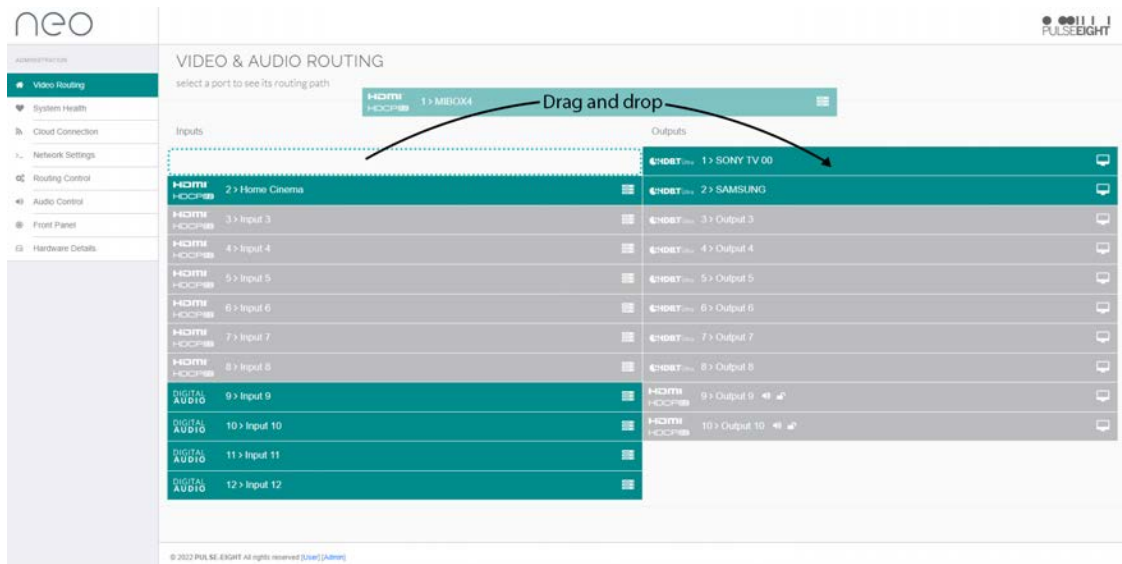 neo
PULSEEIGHT
ADMINISTRATION
Video Routing
System Health
Cloud Connection
Network Settings
Routing Control
Audio Control
Front Panel
Hardware Details
VIDEO & AUDIO ROUTING
select a port to see its routing path
HDMI HDCP 1 > MIBOX4
Drag and drop
Inputs
HDMI HDCP 2 > Home Cinema
HDMI HDCP 3 > Input 3
HDMI HDCP 4 > Input 4
HDMI HDCP 5 > Input 5
HDMI HDCP 6 > Input 6
HDMI HDCP 7 > Input 7
HDMI HDCP 8 > Input 8
DIGITAL AUDIO 9 > Input 9
DIGITAL AUDIO 10 > Input 10
DIGITAL AUDIO 11 > Input 11
DIGITAL AUDIO 12 > Input 12
Outputs
HDBT 1 > SONY TV 00
HDBT 2 > SAMSUNG
HDBT 3 > Output 3
HDBT 4 > Output 4
HDBT 5 > Output 5
HDBT 6 > Output 6
HDBT 7 > Output 7
HDBT 8 > Output 8
HDMI HDCP 9 > Output 9
HDMI HDCP 10 > Output 10
© 2022 PULSE-EIGHT All rights reserved [User] [Admin]